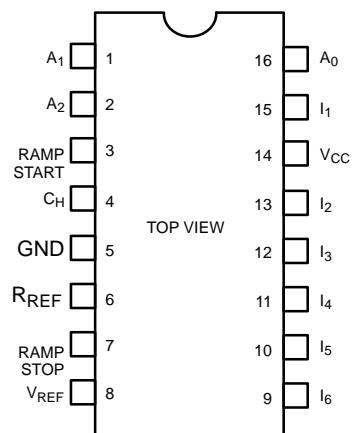 A1 1 16 A0
A2 2 15 I1
RAMP
START 3 14 VCC
CH 4 13 I2
TOP VIEW
GND 5 12 I3
RREF 6 11 I4
RAMP
STOP 7 10 I5
VREF 8 9 I6